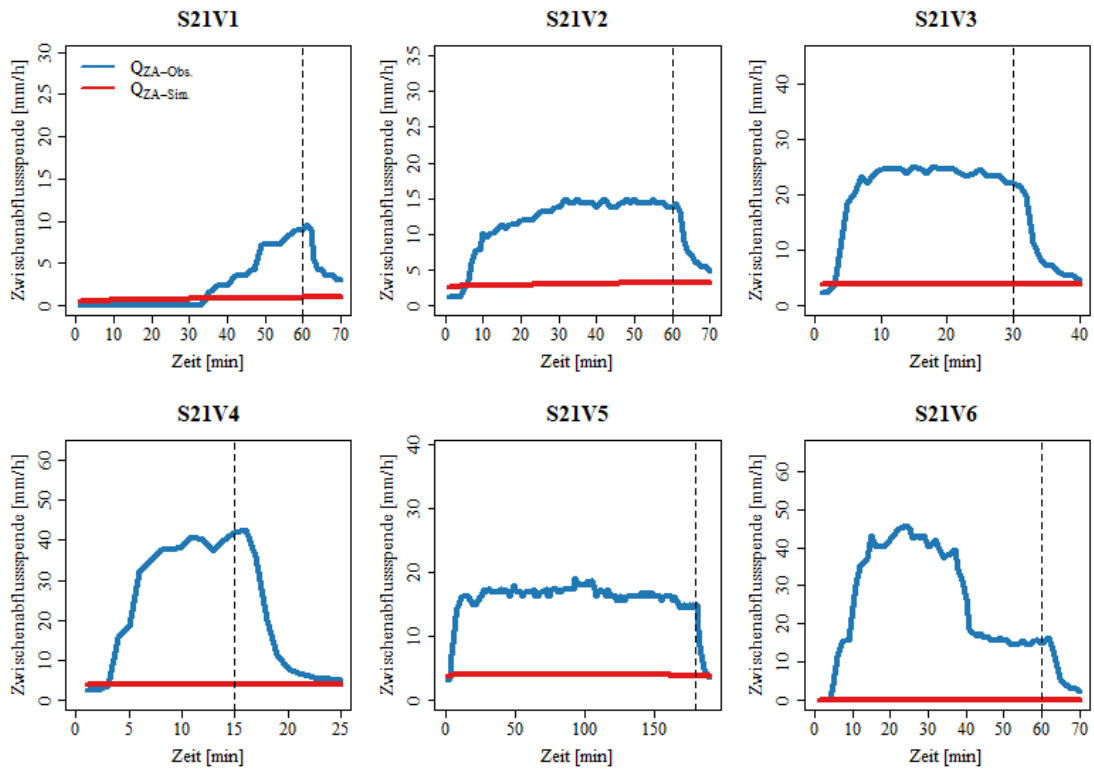 S21V1
S21V2
S21V3
Zwischenabflussspende [mm/h]
0 5 10 15 20 25 30
Q_ZA−Obs.
Q_ZA−Sim.
0 10 20 30 40 50 60 70
Zeit [min]
Zwischenabflussspende [mm/h]
0 5 10 15 20 25 30 35
0 10 20 30 40 50 60 70
Zeit [min]
Zwischenabflussspende [mm/h]
0 10 20 30 40
0 10 20 30 40
Zeit [min]
S21V4
S21V5
S21V6
Zwischenabflussspende [mm/h]
0 10 20 30 40 50 60
0 5 10 15 20 25
Zeit [min]
Zwischenabflussspende [mm/h]
0 10 20 30 40
0 50 100 150
Zeit [min]
Zwischenabflussspende [mm/h]
0 10 20 30 40 50 60
0 10 20 30 40 50 60 70
Zeit [min]